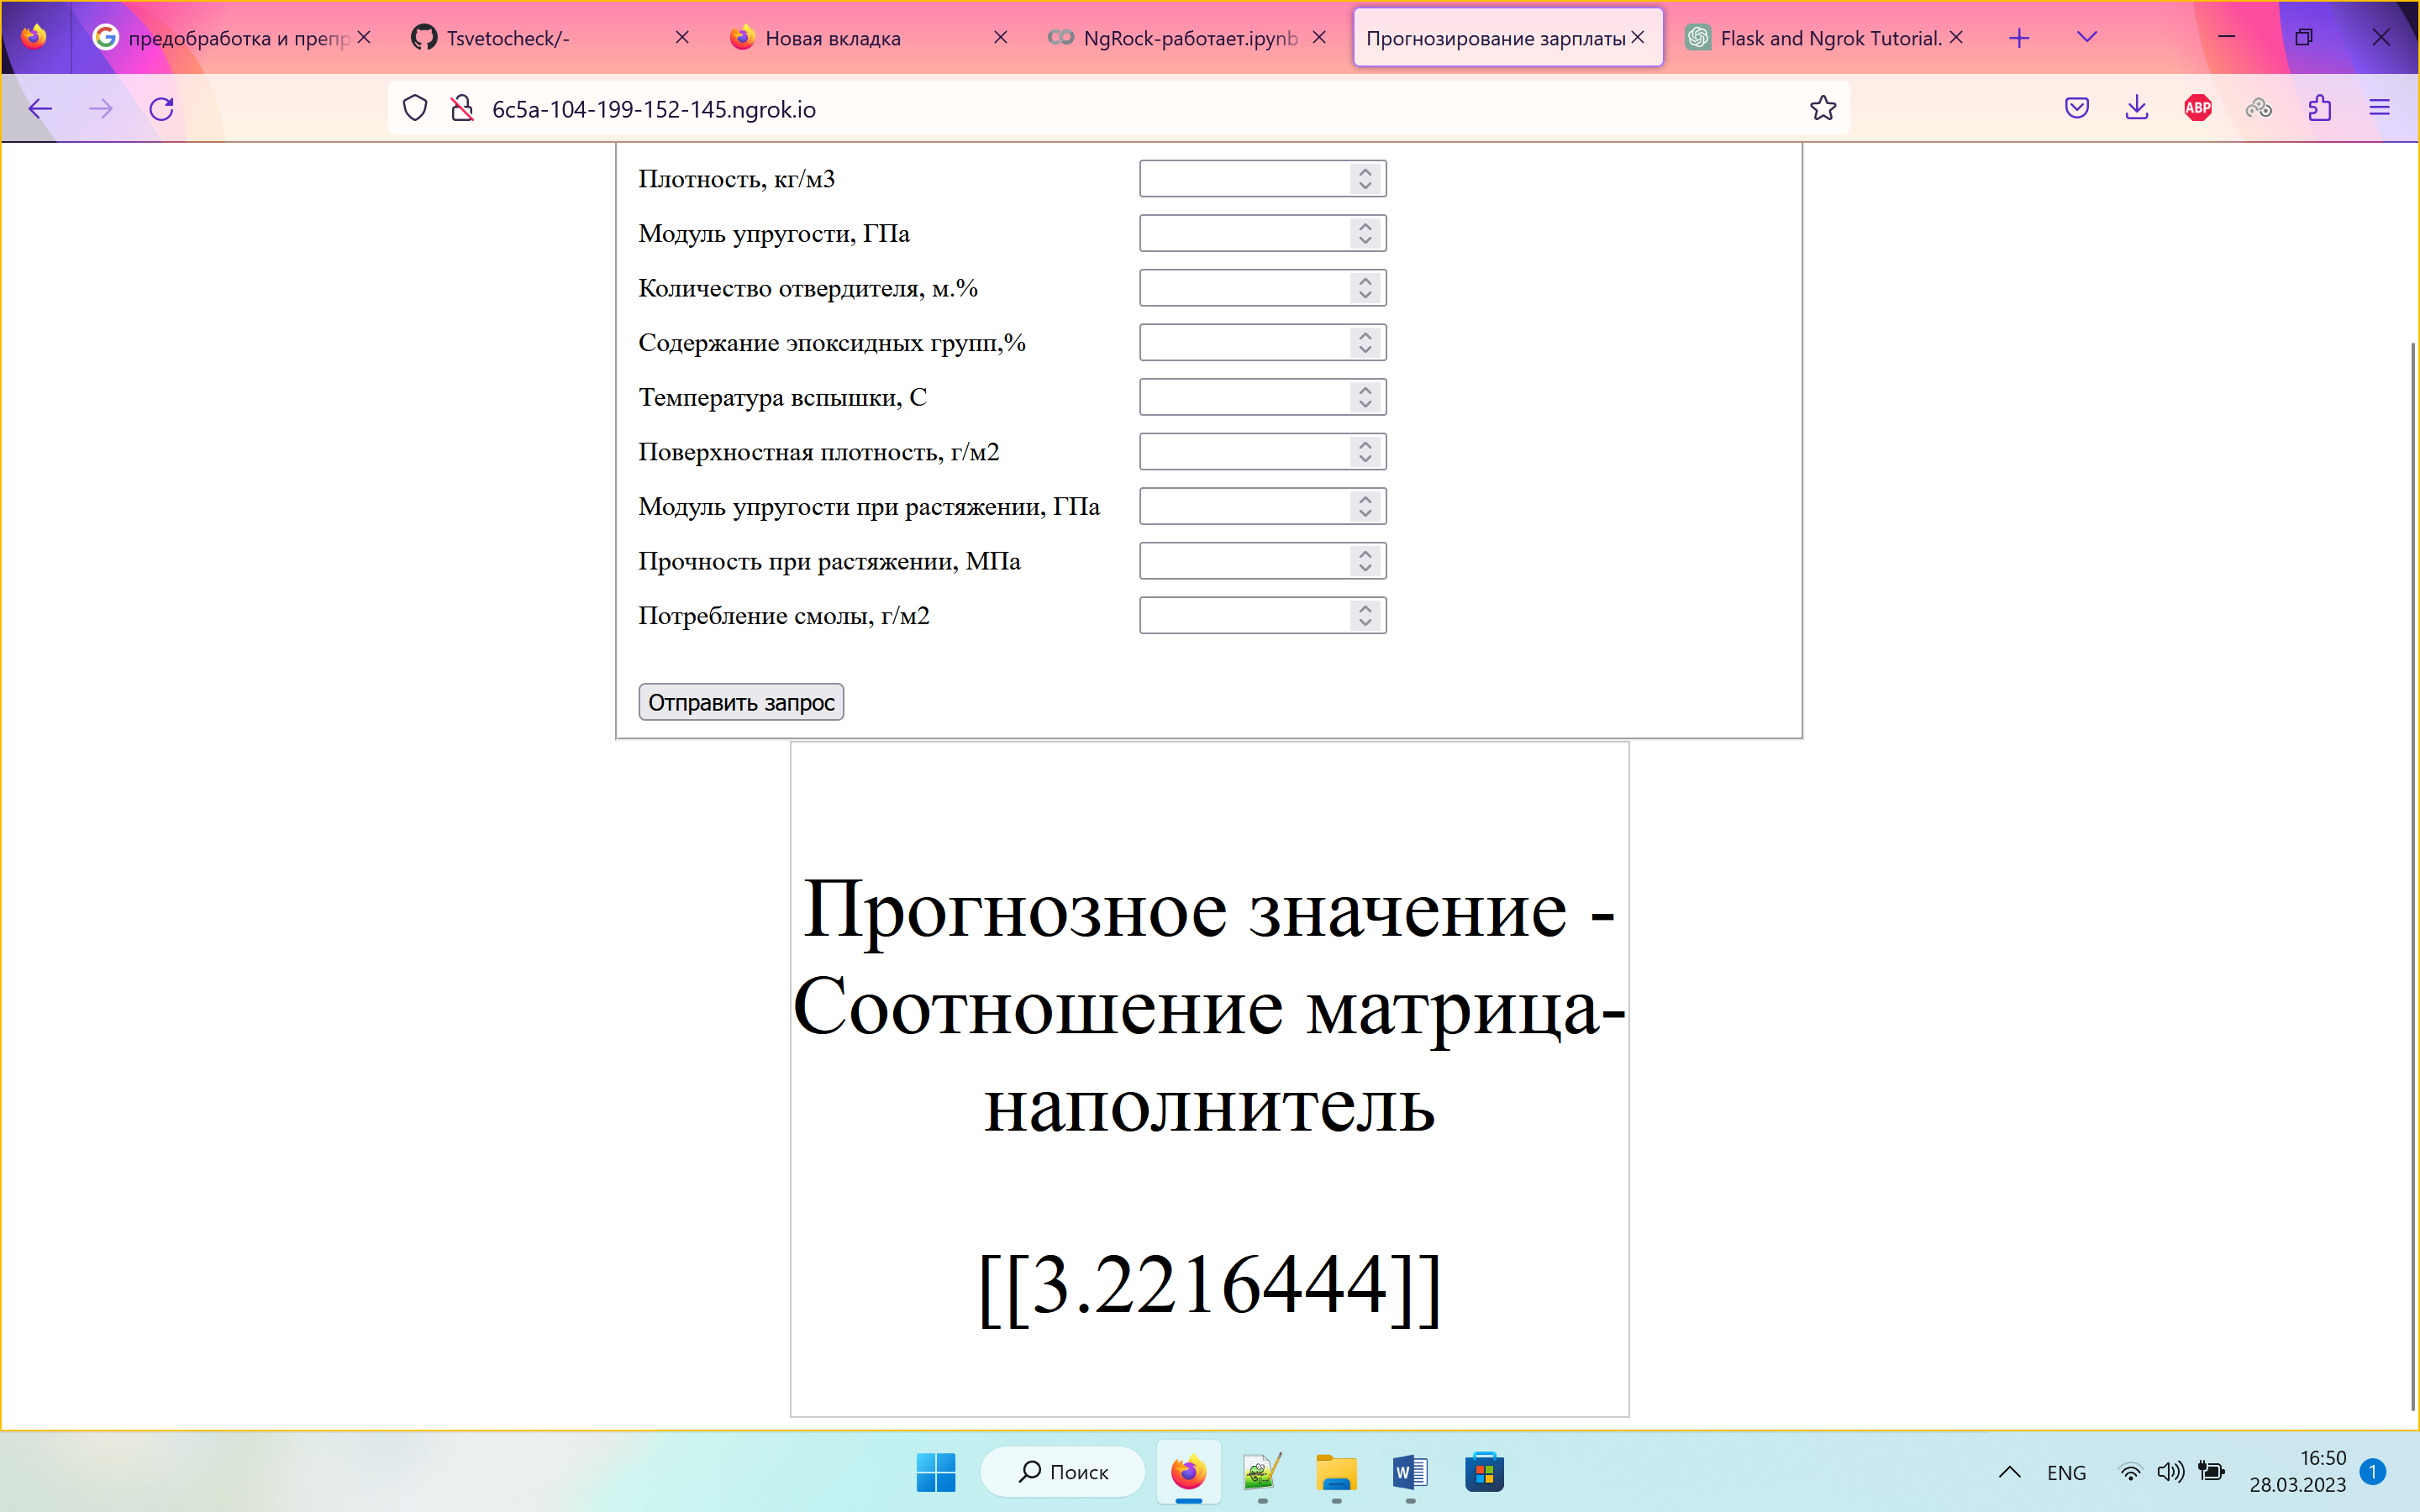 предобработка и препр
Tsvetocheck/-
Новая вкладка
NgRock-работает.ipynb
Прогнозирование зарплаты
Flask and Ngrok Tutorial.
6c5a-104-199-152-145.ngrok.io
ABP
Плотность, кг/м3
Модуль упругости, ГПа
Количество отвердителя, м.%
Содержание эпоксидных групп,%
Температура вспышки, С
Поверхностная плотность, г/м2
Модуль упругости при растяжении, ГПа
Прочность при растяжении, МПа
Потребление смолы, г/м2
Отправить запрос
Прогнозное значение -
Соотношение матрица-
наполнитель
[[3.2216444]]
Поиск
W
ENG
16:50
28.03.2023
1